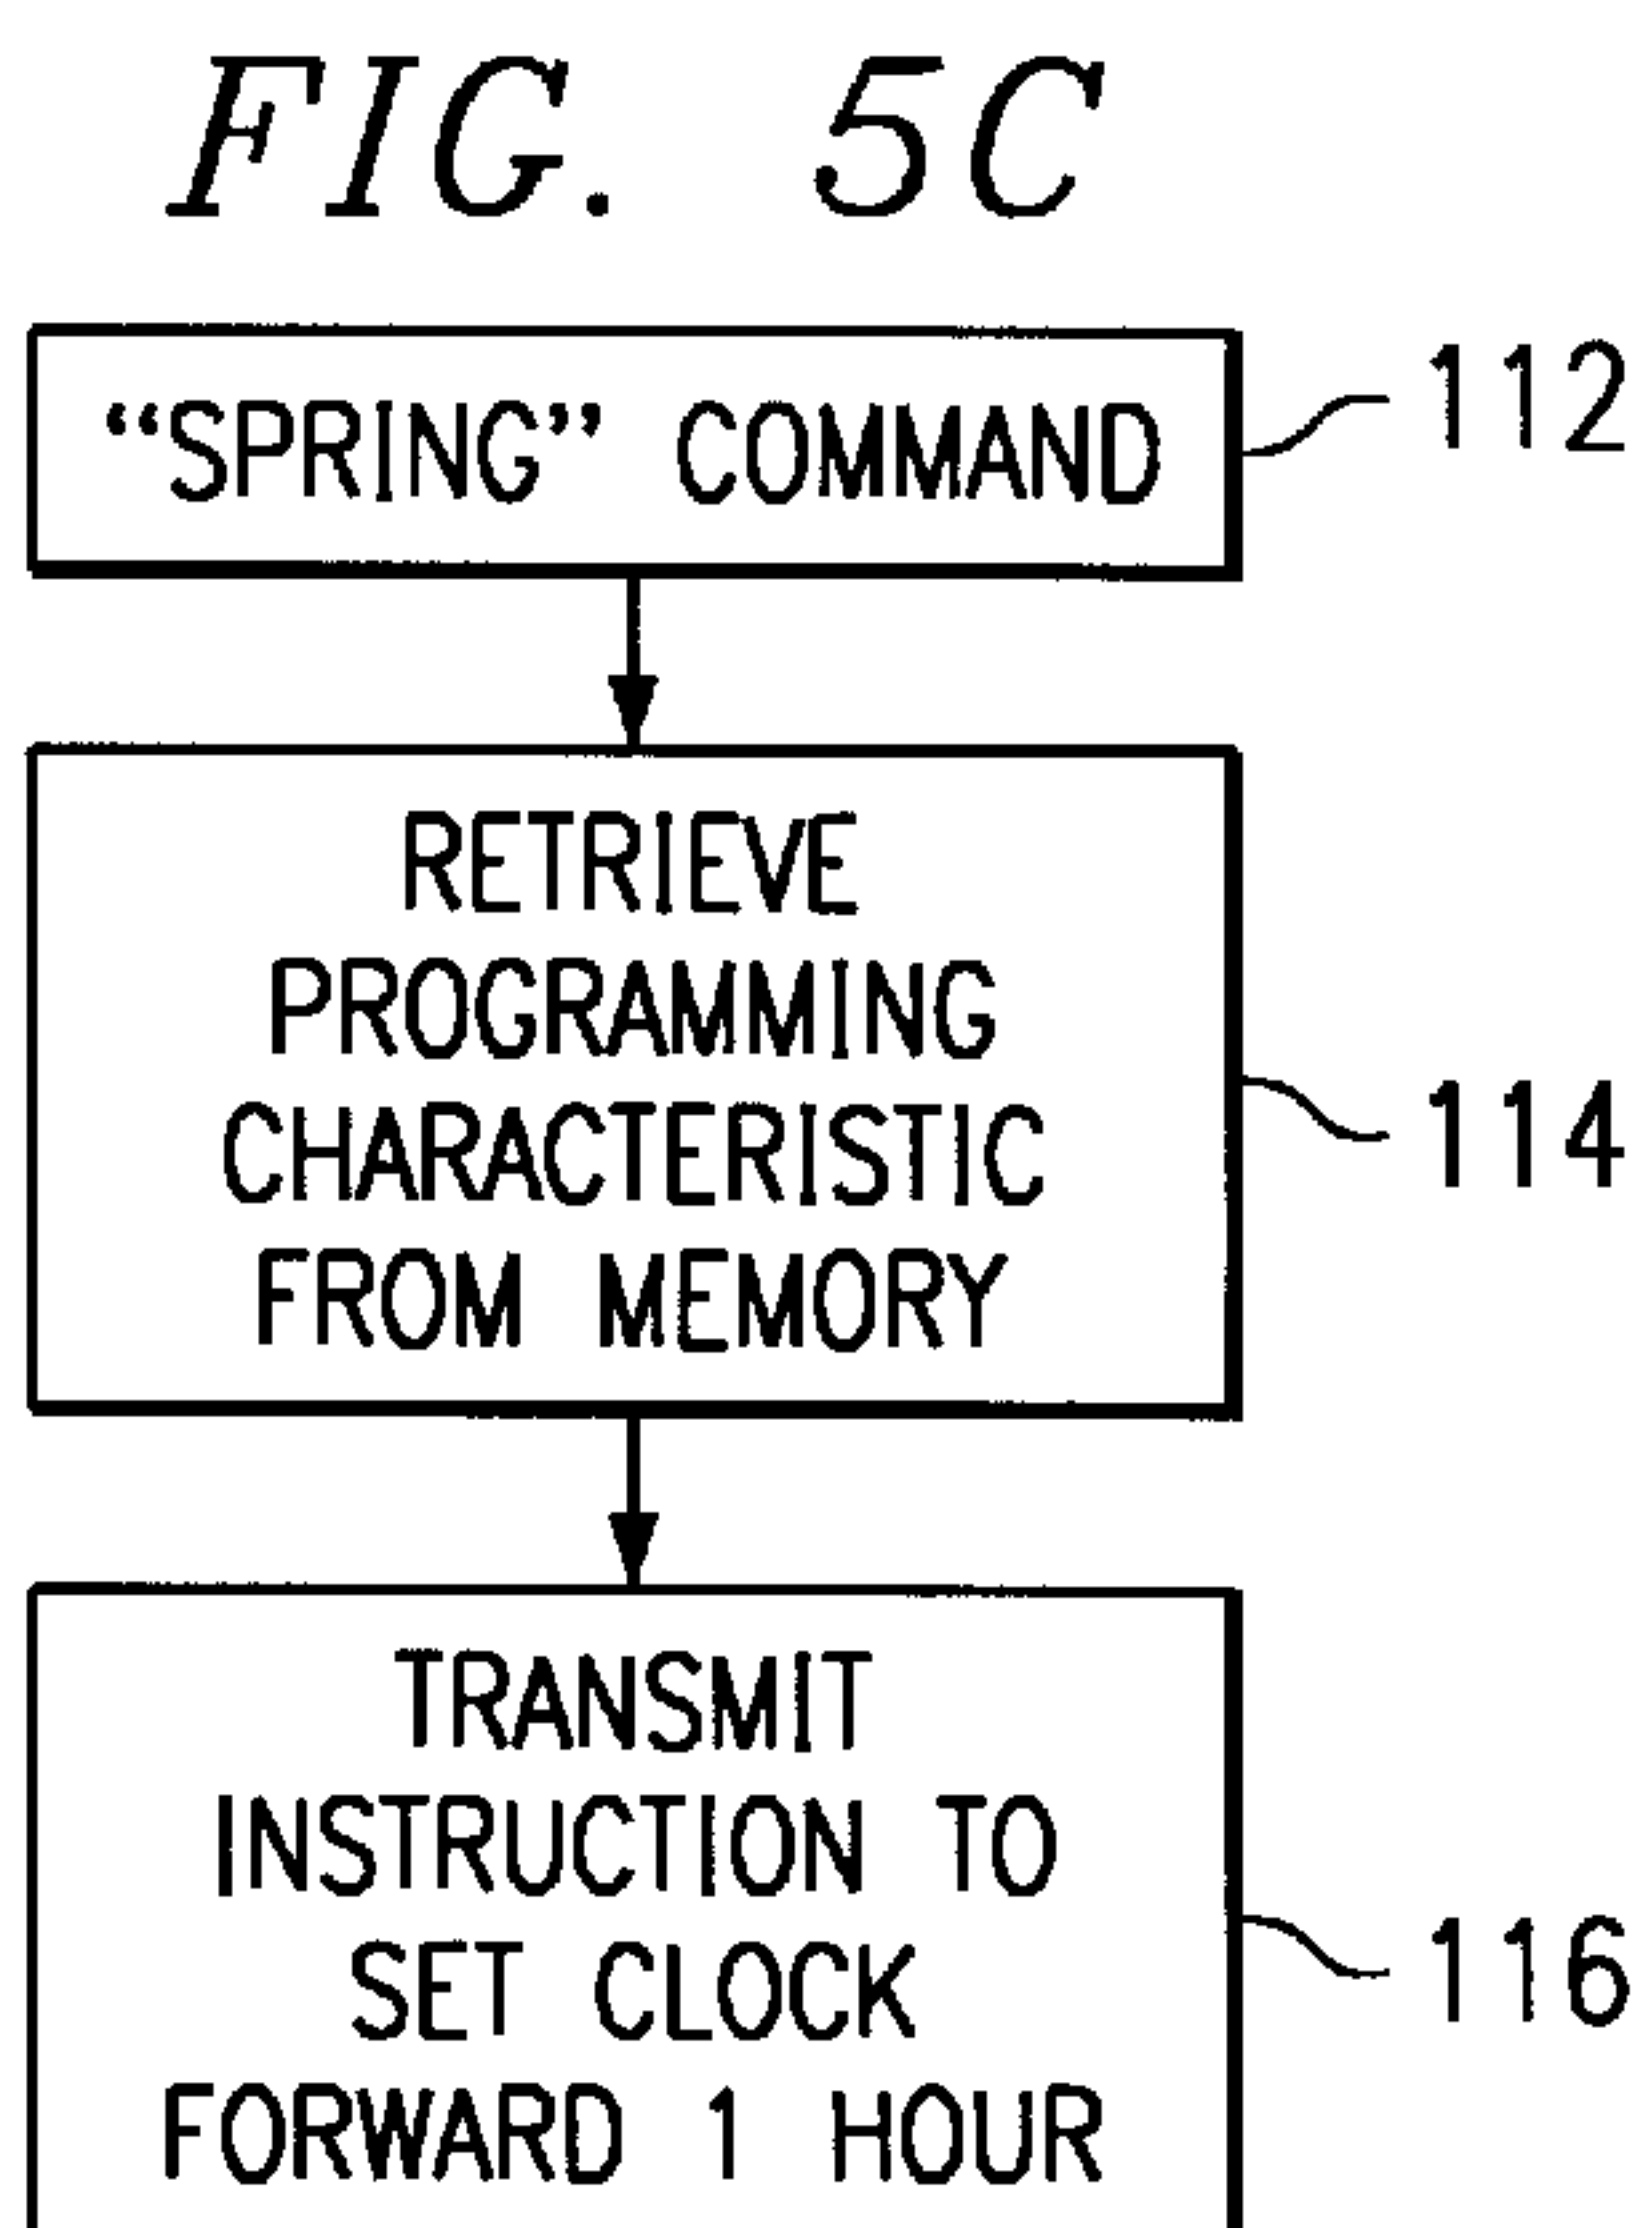 FIG. 5C
“SPRING” COMMAND
112
RETRIEVE
PROGRAMMING
CHARACTERISTIC
FROM MEMORY
114
TRANSMIT
INSTRUCTION TO
SET CLOCK
FORWARD 1 HOUR
116